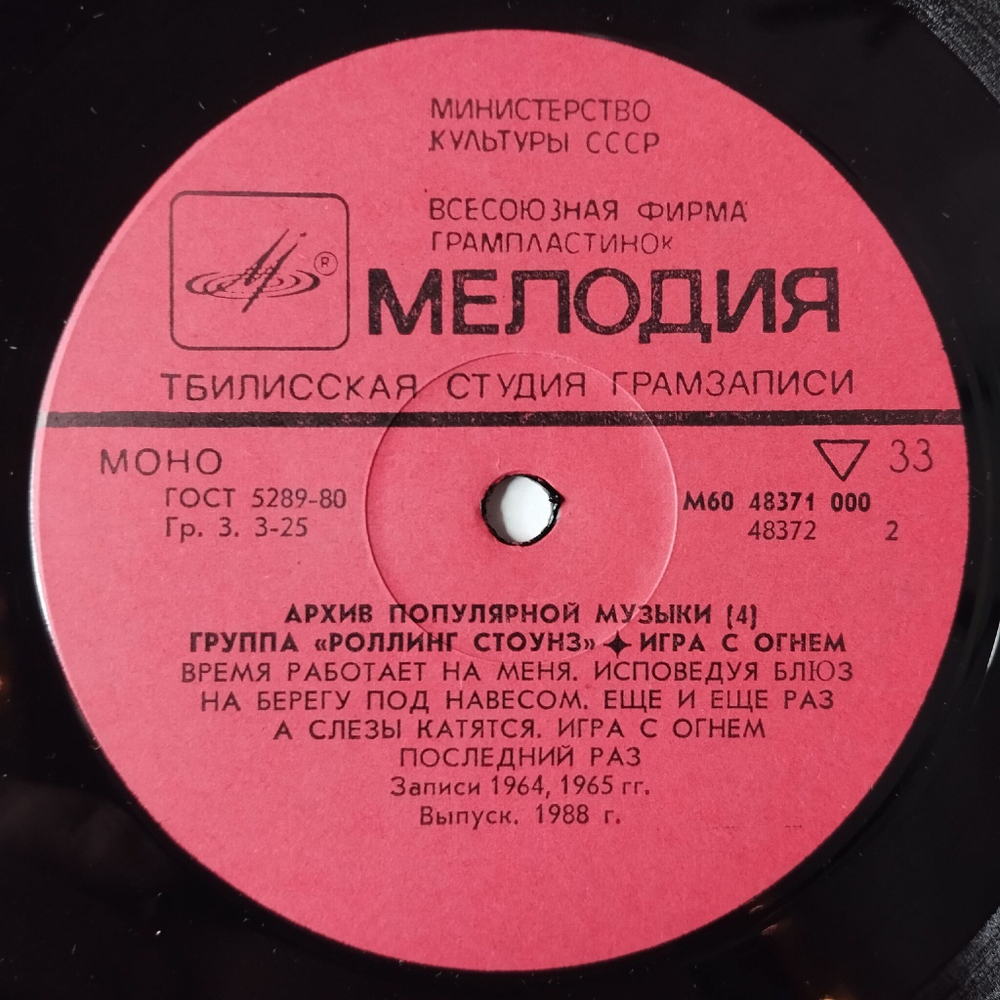 МИНИСТЕРСТВО
КУЛЬТУРЫ СССР
ВСЕСОЮЗНАЯ ФИРМА
ГРАМПЛАСТИНОК
®
МЕЛОДИЯ
ТБИЛИССКАЯ СТУДИЯ ГРАМЗАПИСИ
МОНО
33
ГОСТ 5289-80
М60 48371 000
Гр. 3. 3-25
48372 2
АРХИВ ПОПУЛЯРНОЙ МУЗЫКИ (4)
ГРУППА «РОЛЛИНГ СТОУНЗ» ✦ ИГРА С ОГНЕМ
ВРЕМЯ РАБОТАЕТ НА МЕНЯ. ИСПОВЕДУЯ БЛЮЗ
НА БЕРЕГУ ПОД НАВЕСОМ. ЕЩЕ И ЕЩЕ РАЗ
А СЛЕЗЫ КАТЯТСЯ. ИГРА С ОГНЕМ
ПОСЛЕДНИЙ РАЗ
Записи 1964, 1965 гг.
Выпуск. 1988 г.